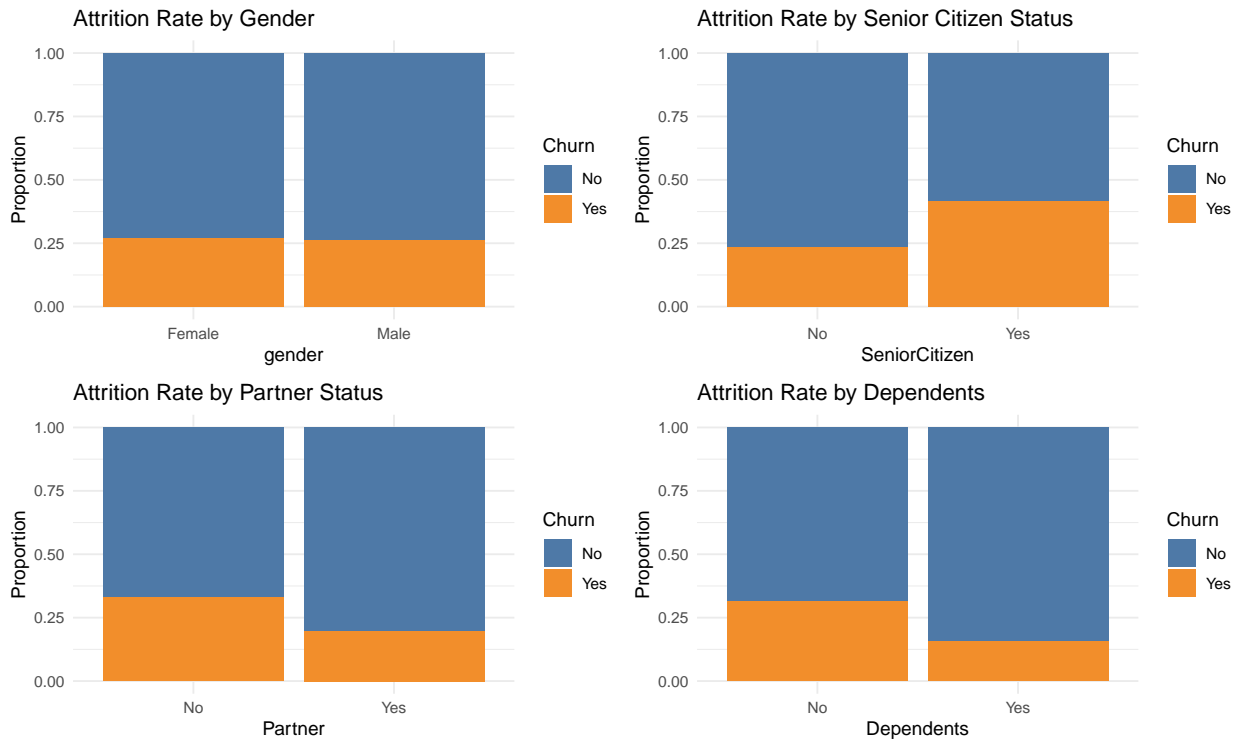 Attrition Rate by Gender
1.00
0.75
0.50
0.25
0.00
Proportion
Female Male
gender
Churn
No
Yes
Attrition Rate by Senior Citizen Status
1.00
0.75
0.50
0.25
0.00
Proportion
No Yes
SeniorCitizen
Churn
No
Yes
Attrition Rate by Partner Status
1.00
0.75
0.50
0.25
0.00
Proportion
No Yes
Partner
Churn
No
Yes
Attrition Rate by Dependents
1.00
0.75
0.50
0.25
0.00
Proportion
No Yes
Dependents
Churn
No
Yes